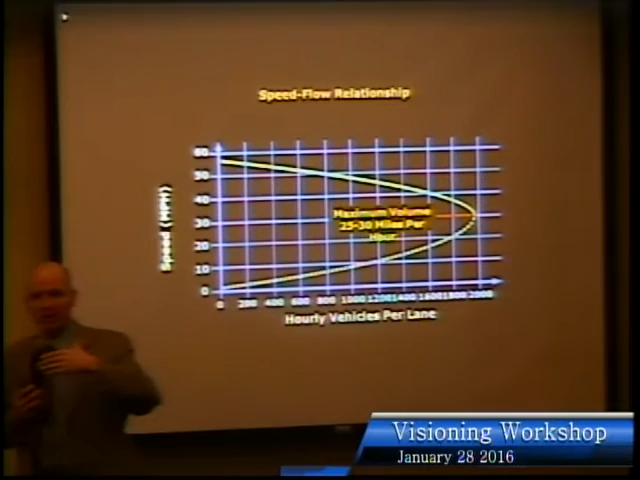 Speed-Flow Relationship
60
50
40
30
20
10
0
Speed (MPH)
Maximum Volume
25-30 Miles Per
Hour
0 200 400 600 800 1000 1200 1400 1600 1800 2000
Hourly Vehicles Per Lane
Visioning Workshop
January 28 2016